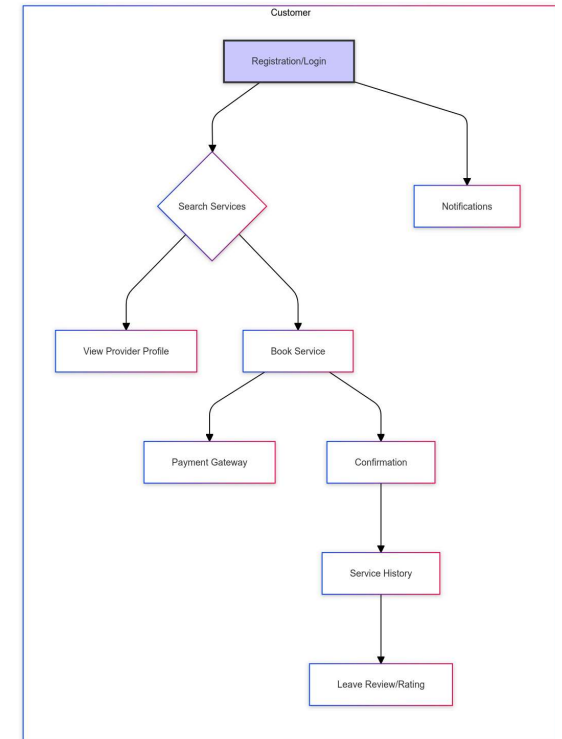 Customer
Registration/Login
Search Services
Notifications
View Provider Profile
Book Service
Payment Gateway
Confirmation
Service History
Leave Review/Rating